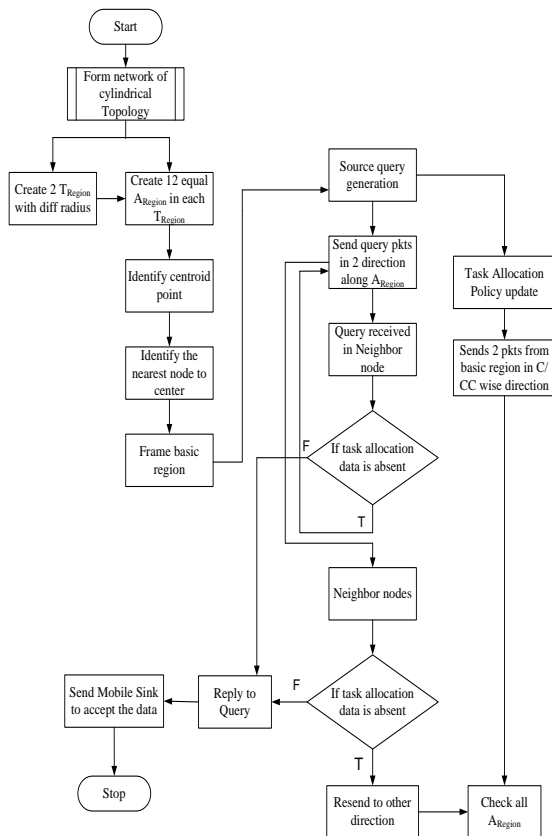 Start
Form network of
cylindrical
Topology
Create 2 TRegion
with diff radius
Create 12 equal
ARegion in each
TRegion
Identify centroid
point
Identify the
nearest node to
center
Frame basic
region
Source query
generation
Send query pkts
in 2 direction
along ARegion
Query received
in Neighbor
node
If task allocation
data is absent
F
T
Task Allocation
Policy update
Sends 2 pkts from
basic region in C/
CC wise direction
Neighbor nodes
If task allocation
data is absent
F
T
Reply to
Query
Send Mobile Sink
to accept the data
Stop
Resend to other
direction
Check all
ARegion